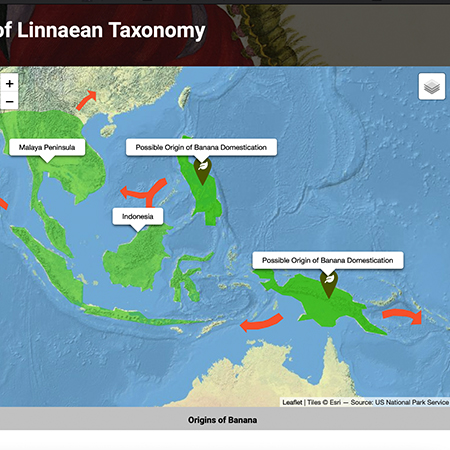 of Linnaean Taxonomy
+
−
Malaya Peninsula
Possible Origin of Banana Domestication
Indonesia
Possible Origin of Banana Domestication
Leaflet | Tiles © Esri — Source: US National Park Service
Origins of Banana